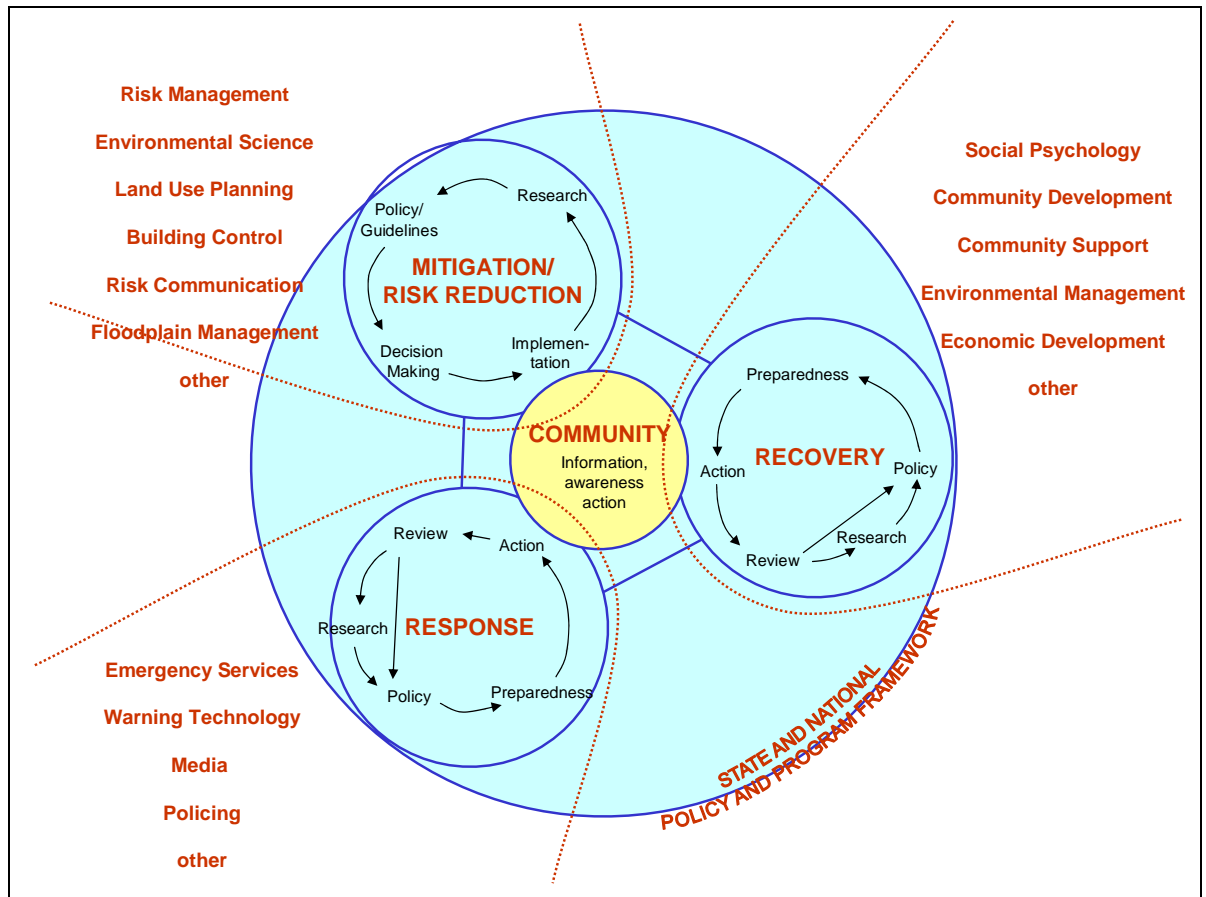 Risk Management
Environmental Science
Land Use Planning
Building Control
Risk Communication
Floodplain Management
other
Social Psychology
Community Development
Community Support
Environmental Management
Economic Development
other
Research
Policy/
Guidelines
MITIGATION/
RISK REDUCTION
Decision
Making
Implemen-
tation
COMMUNITY
Information,
awareness
action
Preparedness
RECOVERY
Action
Policy
Research
Review
Review
Action
Research
RESPONSE
Policy
Preparedness
Emergency Services
Warning Technology
Media
Policing
other
STATE AND NATIONAL
POLICY AND PROGRAM FRAMEWORK